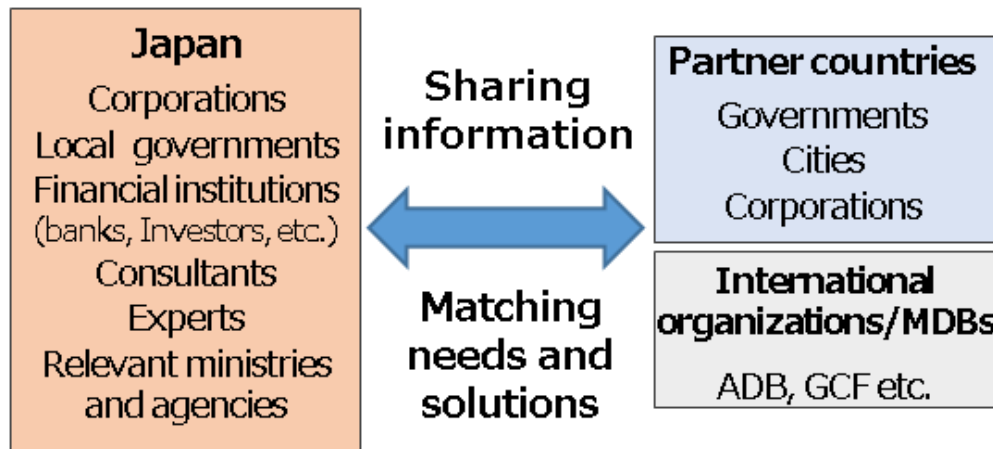 Japan
Corporations
Local governments
Financial institutions
(banks, Investors, etc.)
Consultants
Experts
Relevant ministries
and agencies
Sharing
information
Matching
needs and
solutions
Partner countries
Governments
Cities
Corporations
International
organizations/MDBs
ADB, GCF etc.